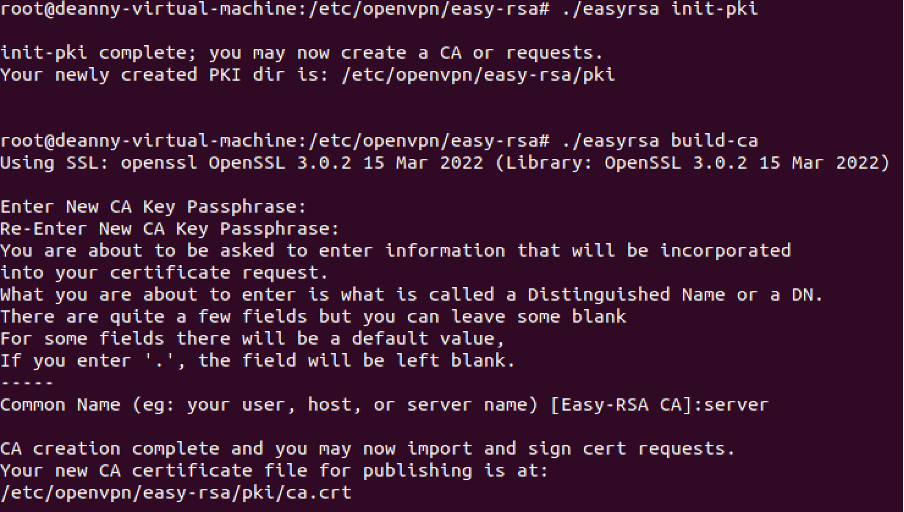 root@deanny-virtual-machine:/etc/openvpn/easy-rsa# ./easyrsa init-pki
init-pki complete; you may now create a CA or requests.
Your newly created PKI dir is: /etc/openvpn/easy-rsa/pki
root@deanny-virtual-machine:/etc/openvpn/easy-rsa# ./easyrsa build-ca
Using SSL: openssl OpenSSL 3.0.2 15 Mar 2022 (Library: OpenSSL 3.0.2 15 Mar 2022)
Enter New CA Key Passphrase:
Re-Enter New CA Key Passphrase:
You are about to be asked to enter information that will be incorporated
into your certificate request.
What you are about to enter is what is called a Distinguished Name or a DN.
There are quite a few fields but you can leave some blank
For some fields there will be a default value,
If you enter '.', the field will be left blank.
-----
Common Name (eg: your user, host, or server name) [Easy-RSA CA]:server
CA creation complete and you may now import and sign cert requests.
Your new CA certificate file for publishing is at:
/etc/openvpn/easy-rsa/pki/ca.crt